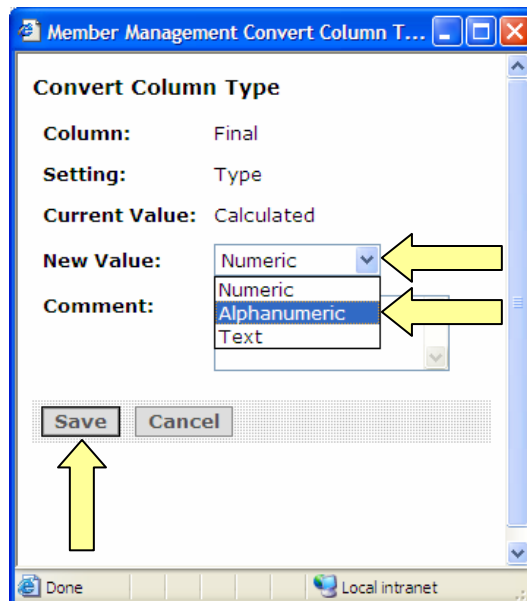 Member Management Convert Column T...
Convert Column Type
Column: Final
Setting: Type
Current Value: Calculated
New Value: Numeric
Numeric
Comment:
Alphanumeric
Text
Save Cancel
Done Local intranet